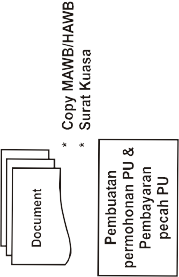 * Copy MAWB/HAWB
* Surat Kuasa
Document
Pembuatan
permohonan PU &
Pembayaran
pecah PU